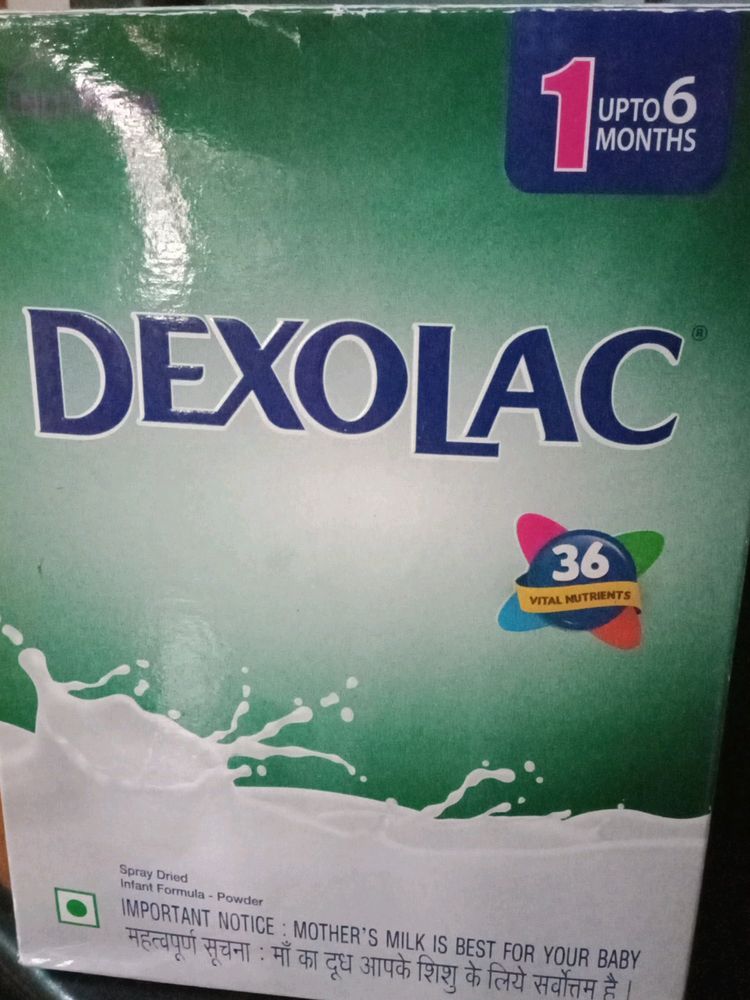 1 UPTO 6
MONTHS
DEXOLAC®
36
VITAL NUTRIENTS
Spray Dried
Infant Formula - Powder
IMPORTANT NOTICE : MOTHER'S MILK IS BEST FOR YOUR BABY
महत्वपूर्ण सूचना : माँ का दूध आपके शिशु के लिये सर्वोत्तम है।